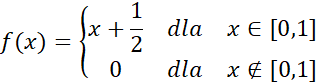 f(x) = { x + 1/2 dla x ∈ [0,1]
0 dla x ∉ [0,1]